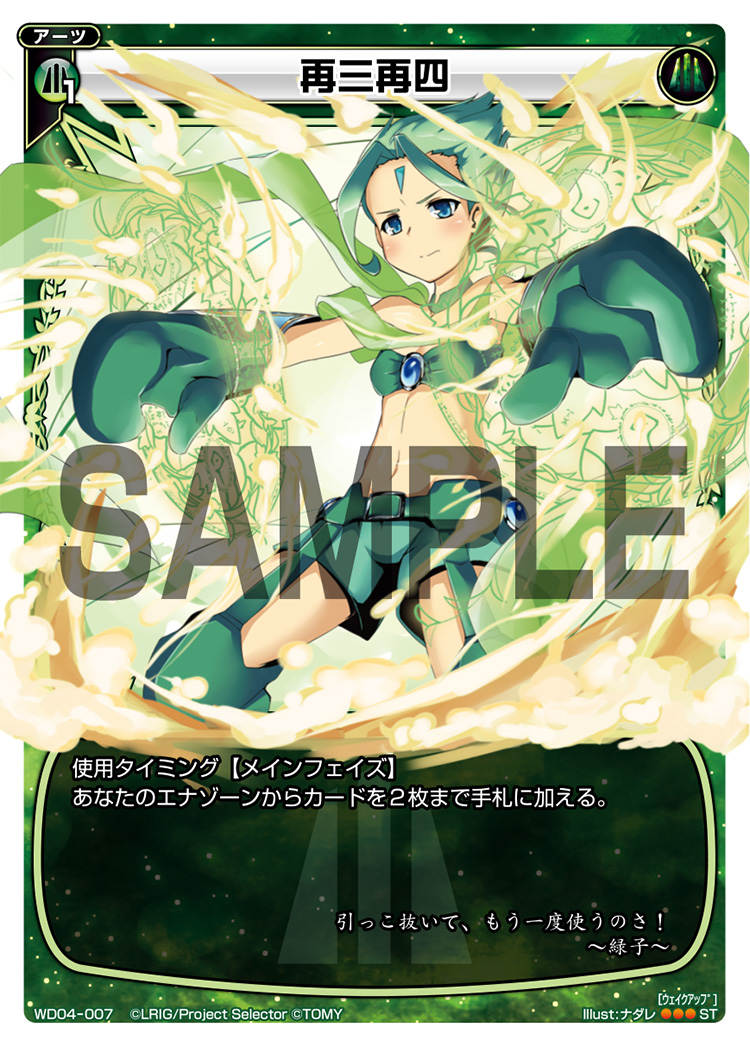 アーツ
1
再三再四
SAMPLE
使用タイミング【メインフェイズ】
あなたのエナゾーンからカードを2枚まで手札に加える。
引っこ抜いて、もう一度使うのさ!
~緑子~
[ウェイクアップ]
WD04-007 ©LRIG/Project Selector ©TOMY Illust:ナダレ ST